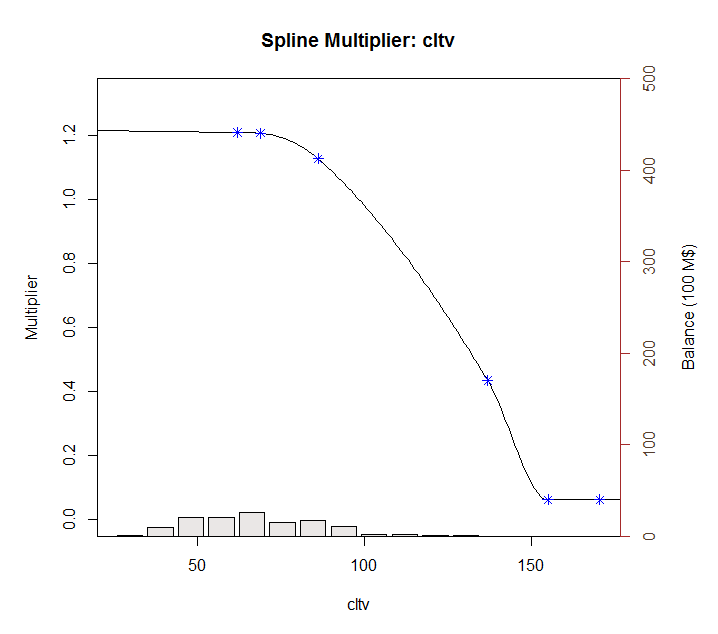 Spline Multiplier: cltv
Multiplier
0.0 0.2 0.4 0.6 0.8 1.0 1.2
0 100 200 300 400 500
Balance (100 M$)
50 100 150
cltv